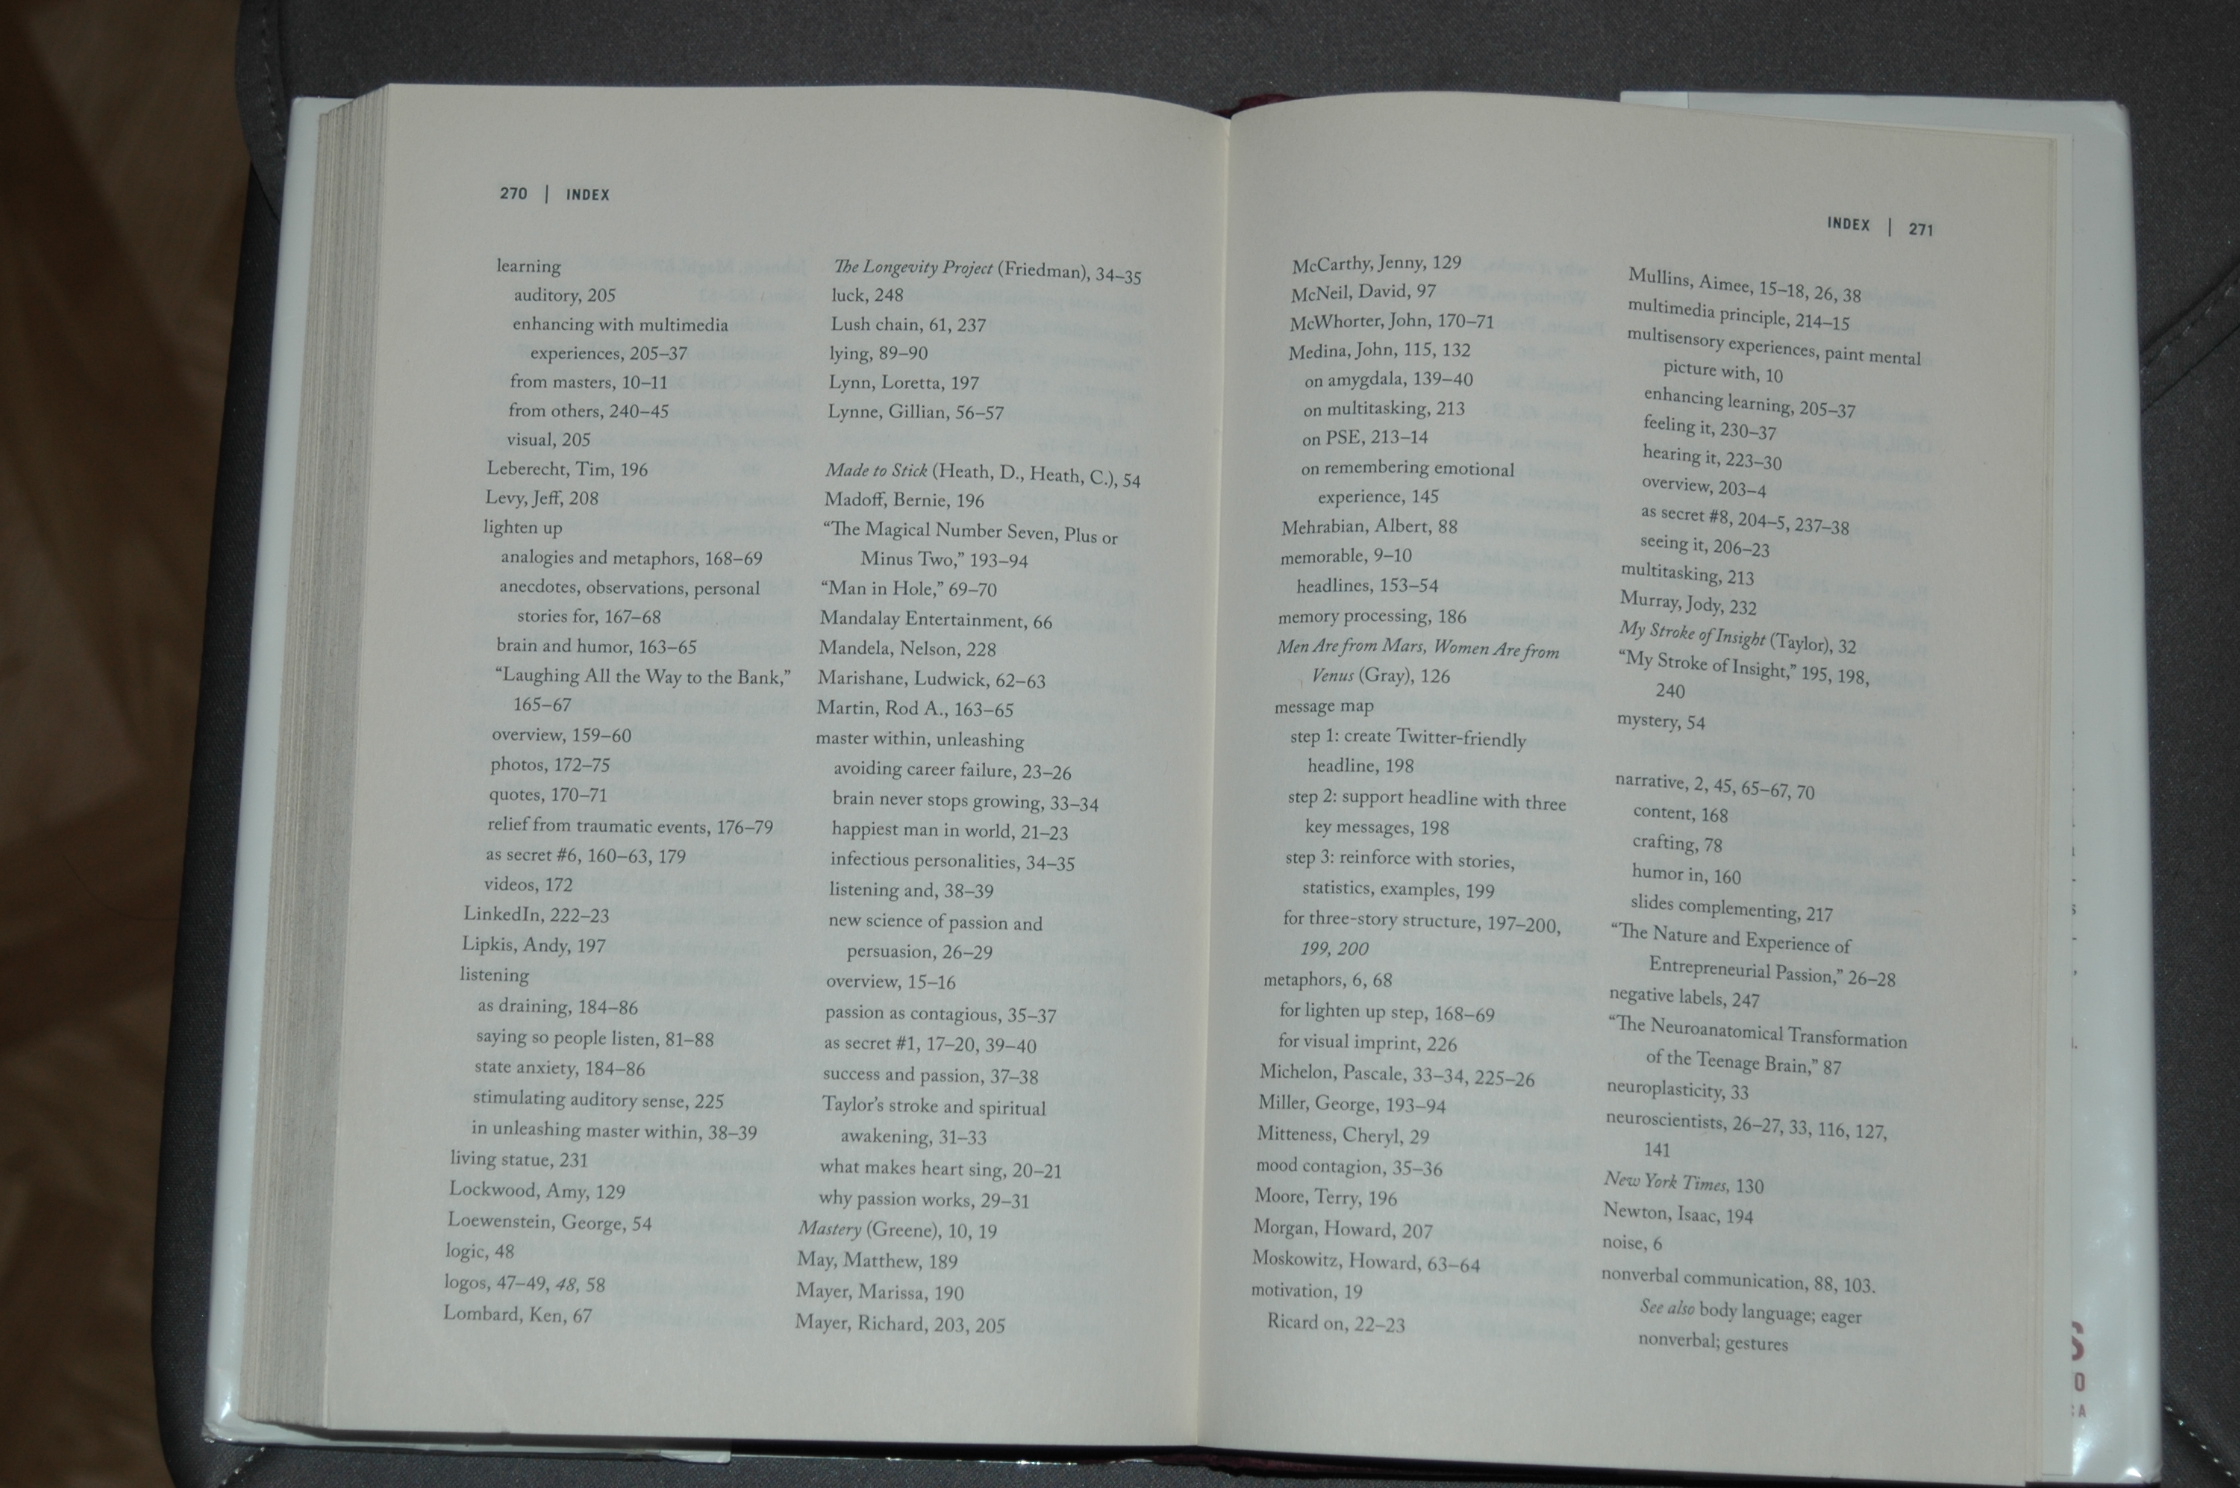 270 | INDEX
learning
auditory, 205
enhancing with multimedia
experiences, 205–37
from masters, 10–11
from others, 240–45
visual, 205
Leberecht, Tim, 196
Levy, Jeff, 208
lighten up
analogies and metaphors, 168–69
anecdotes, observations, personal
stories for, 167–68
brain and humor, 163–65
“Laughing All the Way to the Bank,”
165–67
overview, 159–60
photos, 172–75
quotes, 170–71
relief from traumatic events, 176–79
as secret #6, 160–63, 179
videos, 172
LinkedIn, 222–23
Lipkis, Andy, 197
listening
as draining, 184–86
saying so people listen, 81–88
state anxiety, 184–86
stimulating auditory sense, 225
in unleashing master within, 38–39
living statue, 231
Lockwood, Amy, 129
Loewenstein, George, 54
logic, 48
logos, 47–49, 48, 58
Lombard, Ken, 67
The Longevity Project (Friedman), 34–35
luck, 248
Lush chain, 61, 237
lying, 89–90
Lynn, Loretta, 197
Lynne, Gillian, 56–57
Made to Stick (Heath, D., Heath, C.), 54
Madoff, Bernie, 196
“The Magical Number Seven, Plus or
Minus Two,” 193–94
“Man in Hole,” 69–70
Mandalay Entertainment, 66
Mandela, Nelson, 228
Marishane, Ludwick, 62–63
Martin, Rod A., 163–65
master within, unleashing
avoiding career failure, 23–26
brain never stops growing, 33–34
happiest man in world, 21–23
infectious personalities, 34–35
listening and, 38–39
new science of passion and
persuasion, 26–29
overview, 15–16
passion as contagious, 35–37
as secret #1, 17–20, 39–40
success and passion, 37–38
Taylor’s stroke and spiritual
awakening, 31–33
what makes heart sing, 20–21
why passion works, 29–31
Mastery (Greene), 10, 19
May, Matthew, 189
Mayer, Marissa, 190
Mayer, Richard, 203, 205
INDEX | 271
McCarthy, Jenny, 129
McNeil, David, 97
McWhorter, John, 170–71
Medina, John, 115, 132
on amygdala, 139–40
on multitasking, 213
on PSE, 213–14
on remembering emotional
experience, 145
Mehrabian, Albert, 88
memorable, 9–10
headlines, 153–54
memory processing, 186
Men Are from Mars, Women Are from
Venus (Gray), 126
message map
step 1: create Twitter-friendly
headline, 198
step 2: support headline with three
key messages, 198
step 3: reinforce with stories,
statistics, examples, 199
for three-story structure, 197–200,
199, 200
metaphors, 6, 68
for lighten up step, 168–69
for visual imprint, 226
Michelon, Pascale, 33–34, 225–26
Miller, George, 193–94
Mitteness, Cheryl, 29
mood contagion, 35–36
Moore, Terry, 196
Morgan, Howard, 207
Moskowitz, Howard, 63–64
motivation, 19
Ricard on, 22–23
Mullins, Aimee, 15–18, 26, 38
multimedia principle, 214–15
multisensory experiences, paint mental
picture with, 10
enhancing learning, 205–37
feeling it, 230–37
hearing it, 223–30
overview, 203–4
as secret #8, 204–5, 237–38
seeing it, 206–23
multitasking, 213
Murray, Jody, 232
My Stroke of Insight (Taylor), 32
“My Stroke of Insight,” 195, 198,
240
mystery, 54
narrative, 2, 45, 65–67, 70
content, 168
crafting, 78
humor in, 160
slides complementing, 217
“The Nature and Experience of
Entrepreneurial Passion,” 26–28
negative labels, 247
“The Neuroanatomical Transformation
of the Teenage Brain,” 87
neuroplasticity, 33
neuroscientists, 26–27, 33, 116, 127,
141
New York Times, 130
Newton, Isaac, 194
noise, 6
nonverbal communication, 88, 103.
See also body language; eager
nonverbal; gestures